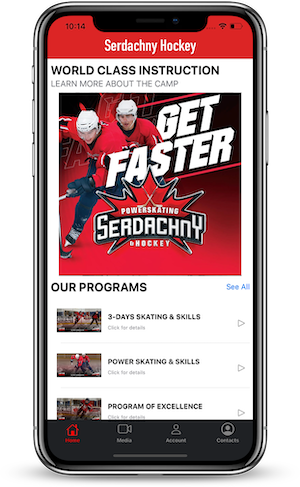 10:14
Serdachny Hockey
WORLD CLASS INSTRUCTION
LEARN MORE ABOUT THE CAMP
GET
FASTER
POWERSKATING
SERDACHNY
& HOCKEY
OUR PROGRAMS
See All
3-DAYS SKATING & SKILLS
Click for details
POWER SKATING & SKILLS
Click for details
PROGRAM OF EXCELLENCE
Click for details
Home
Media
Account
Contacts